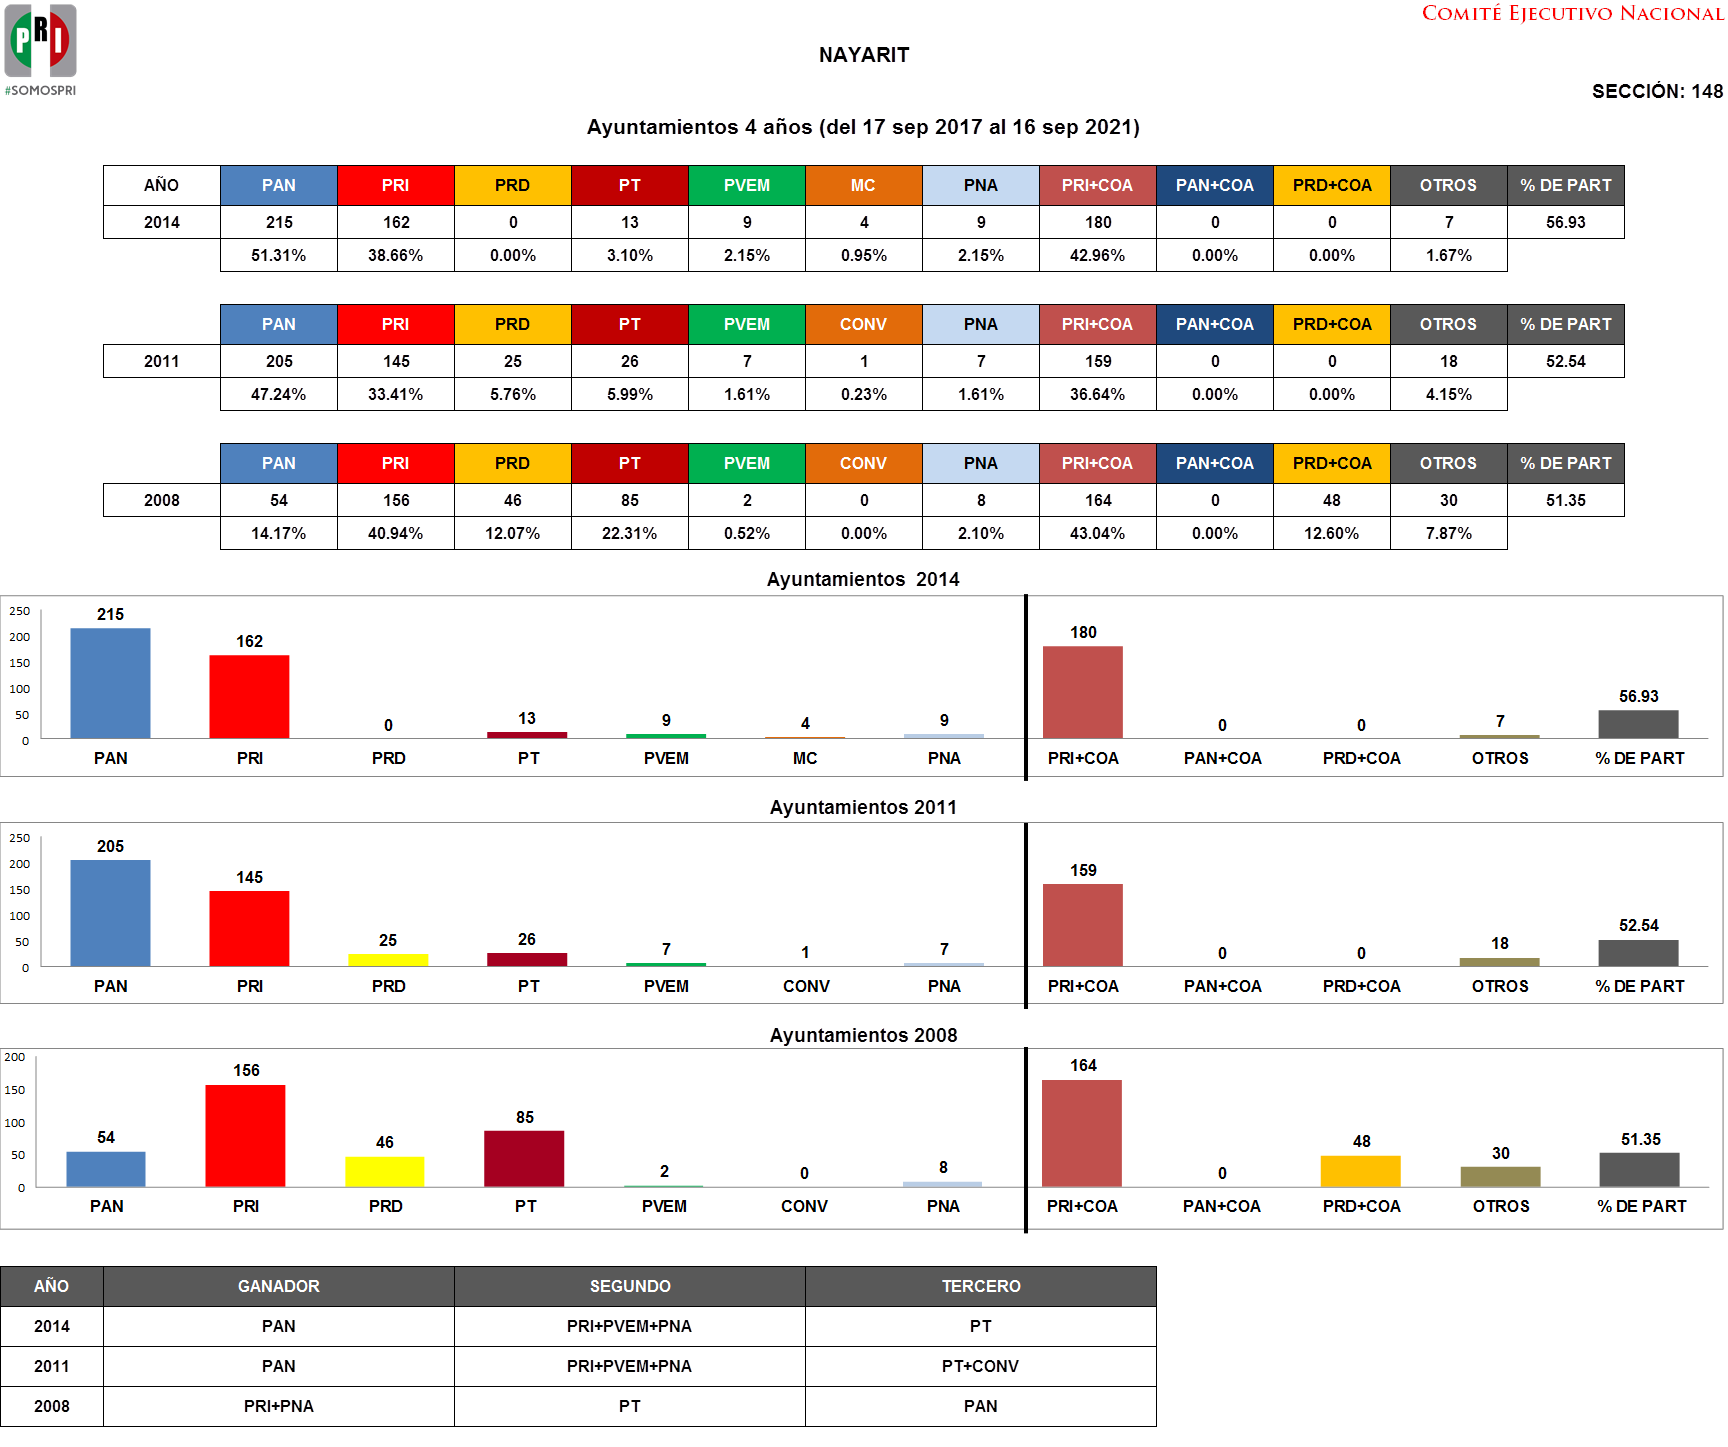 PRI
#SOMOSPRI
COMITÉ EJECUTIVO NACIONAL
NAYARIT
SECCIÓN: 148
Ayuntamientos 4 años (del 17 sep 2017 al 16 sep 2021)
AÑO PAN PRI PRD PT PVEM MC PNA PRI+COA PAN+COA PRD+COA OTROS % DE PART
2014 215 162 0 13 9 4 9 180 0 0 7 56.93
51.31% 38.66% 0.00% 3.10% 2.15% 0.95% 2.15% 42.96% 0.00% 0.00% 1.67%
PAN PRI PRD PT PVEM CONV PNA PRI+COA PAN+COA PRD+COA OTROS % DE PART
2011 205 145 25 26 7 1 7 159 0 0 18 52.54
47.24% 33.41% 5.76% 5.99% 1.61% 0.23% 1.61% 36.64% 0.00% 0.00% 4.15%
PAN PRI PRD PT PVEM CONV PNA PRI+COA PAN+COA PRD+COA OTROS % DE PART
2008 54 156 46 85 2 0 8 164 0 48 30 51.35
14.17% 40.94% 12.07% 22.31% 0.52% 0.00% 2.10% 43.04% 0.00% 12.60% 7.87%
Ayuntamientos 2014
250
200
150
100
50
0
215 162 0 13 9 4 9 180 0 0 7 56.93
PAN PRI PRD PT PVEM MC PNA PRI+COA PAN+COA PRD+COA OTROS % DE PART
Ayuntamientos 2011
250
200
150
100
50
0
205 145 25 26 7 1 7 159 0 0 18 52.54
PAN PRI PRD PT PVEM CONV PNA PRI+COA PAN+COA PRD+COA OTROS % DE PART
Ayuntamientos 2008
200
150
100
50
0
54 156 46 85 2 0 8 164 0 48 30 51.35
PAN PRI PRD PT PVEM CONV PNA PRI+COA PAN+COA PRD+COA OTROS % DE PART
AÑO GANADOR SEGUNDO TERCERO
2014 PAN PRI+PVEM+PNA PT
2011 PAN PRI+PVEM+PNA PT+CONV
2008 PRI+PNA PT PAN